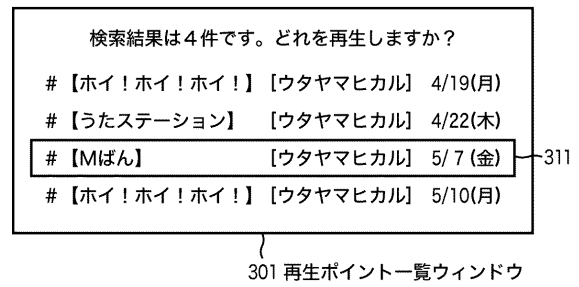 検索結果は4件です。どれを再生しますか？
#【ホイ！ホイ！ホイ！】[ウタヤマヒカル] 4/19(月)
#【うたステーション】 [ウタヤマヒカル] 4/22(木)
#【Mばん】 [ウタヤマヒカル] 5/ 7 (金)
311
#【ホイ！ホイ！ホイ！】[ウタヤマヒカル] 5/10(月)
301 再生ポイント一覧ウィンドウ